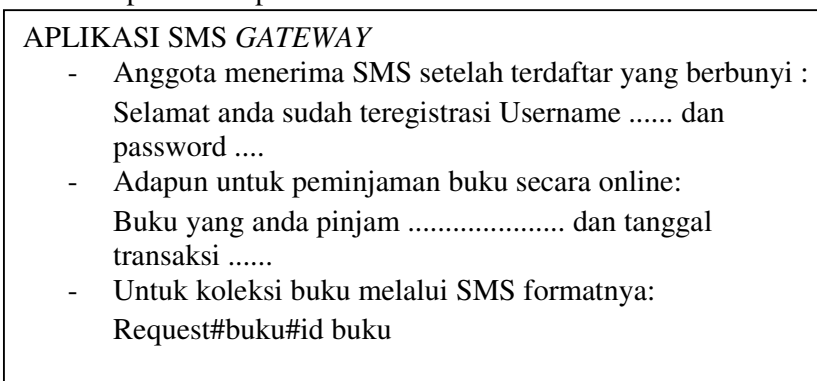 APLIKASI SMS GATEWAY
- Anggota menerima SMS setelah terdaftar yang berbunyi :
Selamat anda sudah teregistrasi Username ...... dan
password ....
- Adapun untuk peminjaman buku secara online:
Buku yang anda pinjam ..................... dan tanggal
transaksi ......
- Untuk koleksi buku melalui SMS formatnya:
Request#buku#id buku